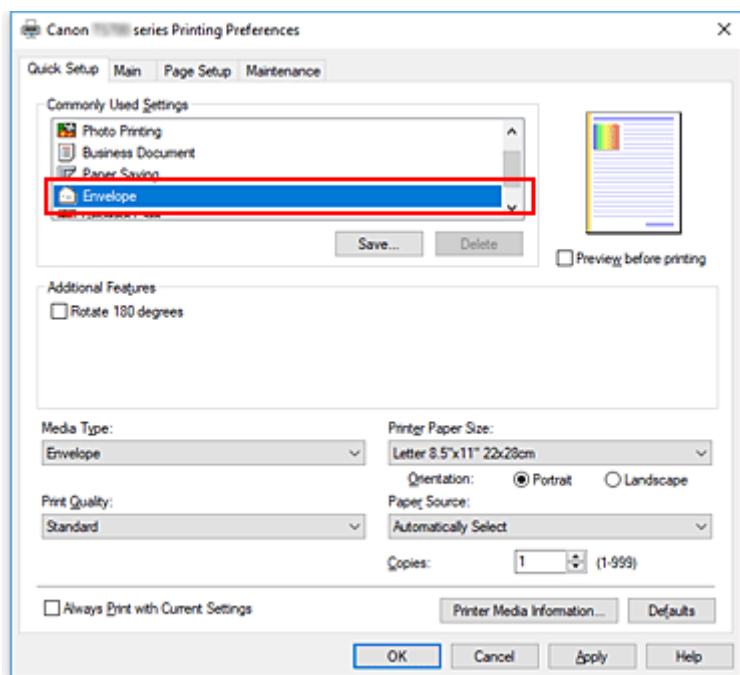 Canon series Printing Preferences
Quick Setup Main Page Setup Maintenance
Commonly Used Settings
Photo Printing
Business Document
Paper Saving
Envelope
Save... Delete
Preview before printing
Additional Features
Rotate 180 degrees
Media Type: Printer Paper Size:
Envelope Letter 8.5"x11" 22x28cm
Orientation: Portrait Landscape
Print Quality: Paper Source:
Standard Automatically Select
Copies: 1 (1-999)
Always Print with Current Settings Printer Media Information... Defaults
OK Cancel Apply Help